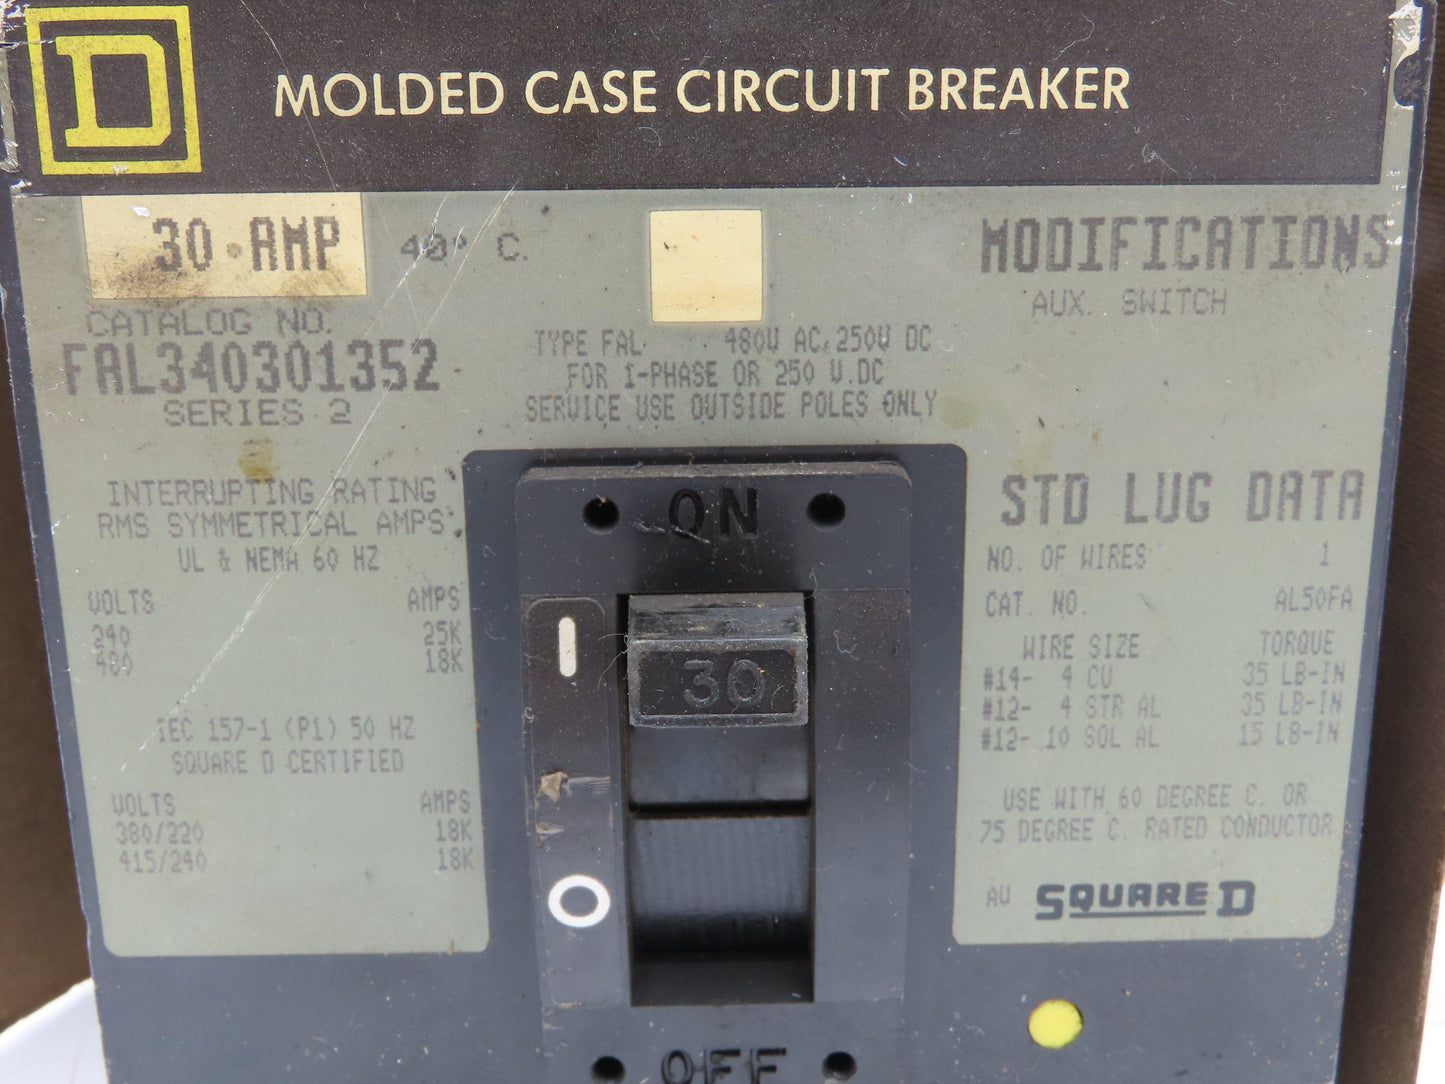 D
MOLDED CASE CIRCUIT BREAKER
30 AMP 40° C.
CATALOG NO.
FAL340301352
SERIES 2
TYPE FAL 480V AC, 250V DC
FOR 1-PHASE OR 250 V.DC
SERVICE USE OUTSIDE POLES ONLY
MODIFICATIONS
AUX. SWITCH
INTERRUPTING RATING
RMS SYMMETRICAL AMPS
UL & NEMA 60 HZ
VOLTS AMPS
240 25K
480 18K
IEC 157-1 (P1) 50 HZ
SQUARE D CERTIFIED
VOLTS AMPS
380/220 18K
415/240 18K
ON
I
30
O
OFF
STD LUG DATA
NO. OF WIRES 1
CAT. NO. AL50FA
WIRE SIZE TORQUE
#14- 4 CU 35 LB-IN
#12- 4 STR AL 35 LB-IN
#12- 10 SOL AL 15 LB-IN
USE WITH 60 DEGREE C. OR
75 DEGREE C. RATED CONDUCTOR
AU SQUARE D